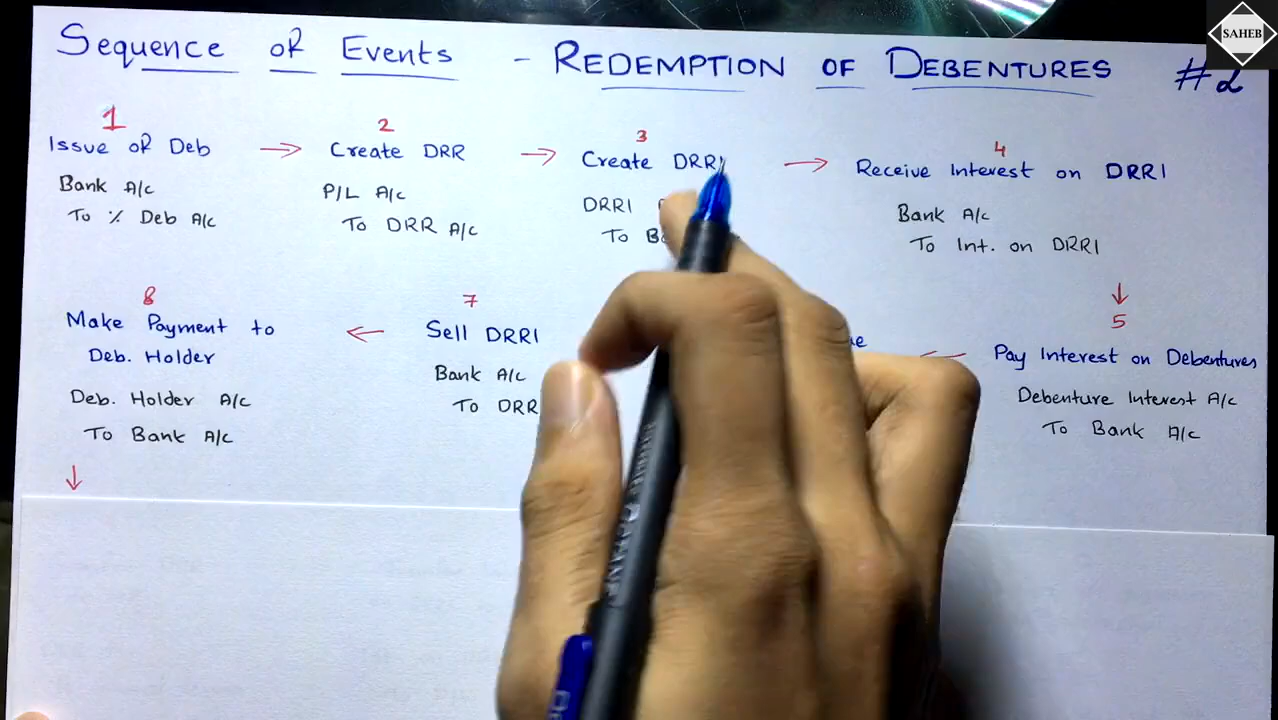 SAHEB
Sequence of Events - REDEMPTION OF DEBENTURES #2
1
Issue of Deb
Bank A/c
To % Deb A/c
2
Create DRR
P/L A/c
To DRR A/c
3
Create DRRI
DRRI
To
4
Receive Interest on DRRI
Bank A/c
To Int. on DRRI
5
Pay Interest on Debentures
Debenture Interest A/c
To Bank A/c
7
Sell DRRI
Bank A/c
To DRR
8
Make Payment to
Deb. Holder
Deb. Holder A/c
To Bank A/c